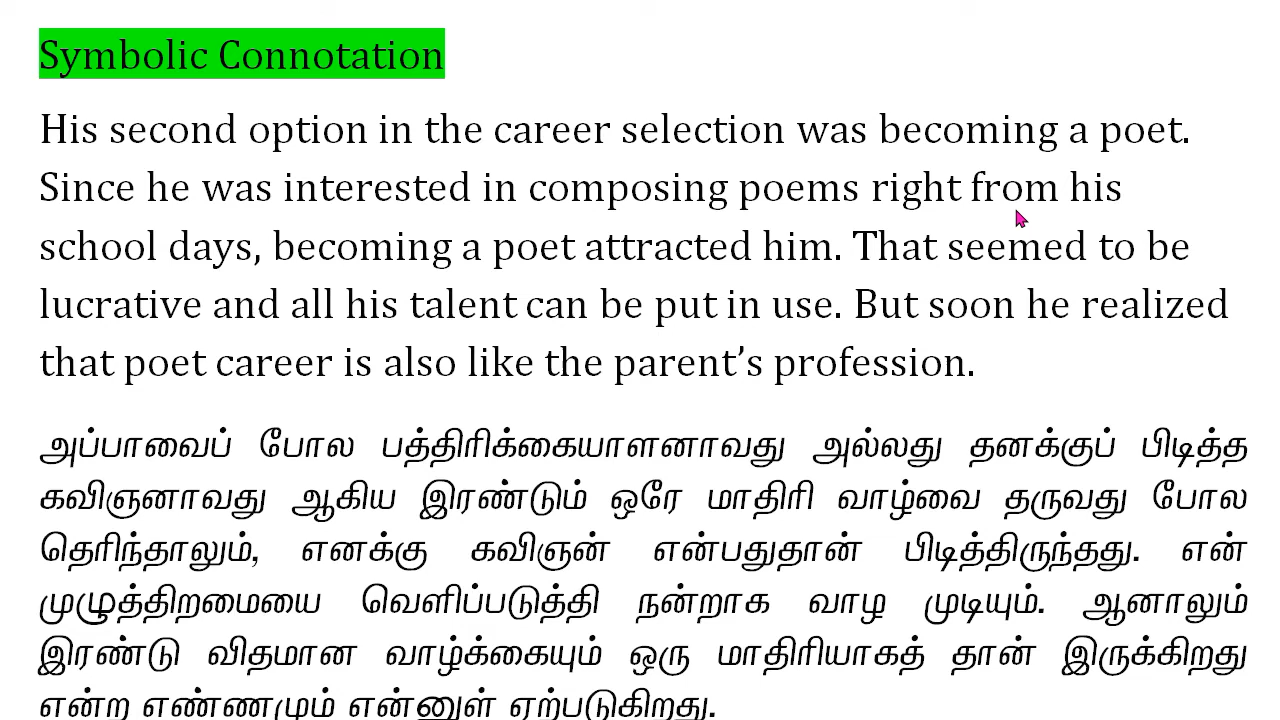 Symbolic Connotation
His second option in the career selection was becoming a poet.
Since he was interested in composing poems right from his
school days, becoming a poet attracted him. That seemed to be
lucrative and all his talent can be put in use. But soon he realized
that poet career is also like the parent’s profession.
அப்பாவைப் போல பத்திரிக்கையாளனாவது அல்லது தனக்குப் பிடித்த
கவிஞனாவது ஆகிய இரண்டும் ஒரே மாதிரி வாழ்வை தருவது போல
தெரிந்தாலும், எனக்கு கவிஞன் என்பதுதான் பிடித்திருந்தது. என்
முழுத்திறமையை வெளிப்படுத்தி நன்றாக வாழ முடியும். ஆனாலும்
இரண்டு விதமான வாழ்க்கையும் ஒரு மாதிரியாகத் தான் இருக்கிறது
என்ற எண்ணமும் என்னுள் ஏற்படுகிறது.